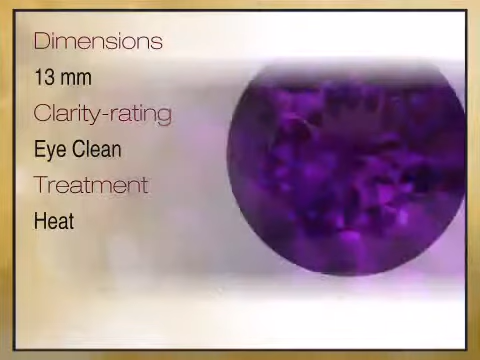 Dimensions
13 mm
Clarity-rating
Eye Clean
Treatment
Heat